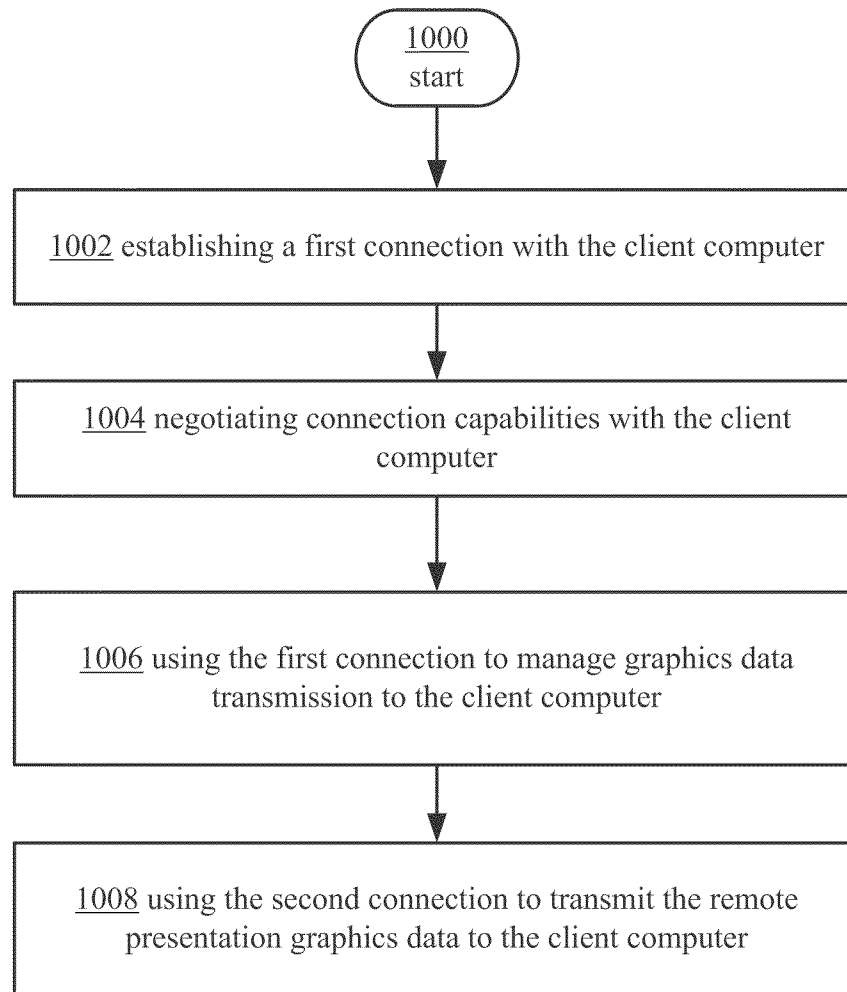 1000
start
1002 establishing a first connection with the client computer
1004 negotiating connection capabilities with the client
computer
1006 using the first connection to manage graphics data
transmission to the client computer
1008 using the second connection to transmit the remote
presentation graphics data to the client computer